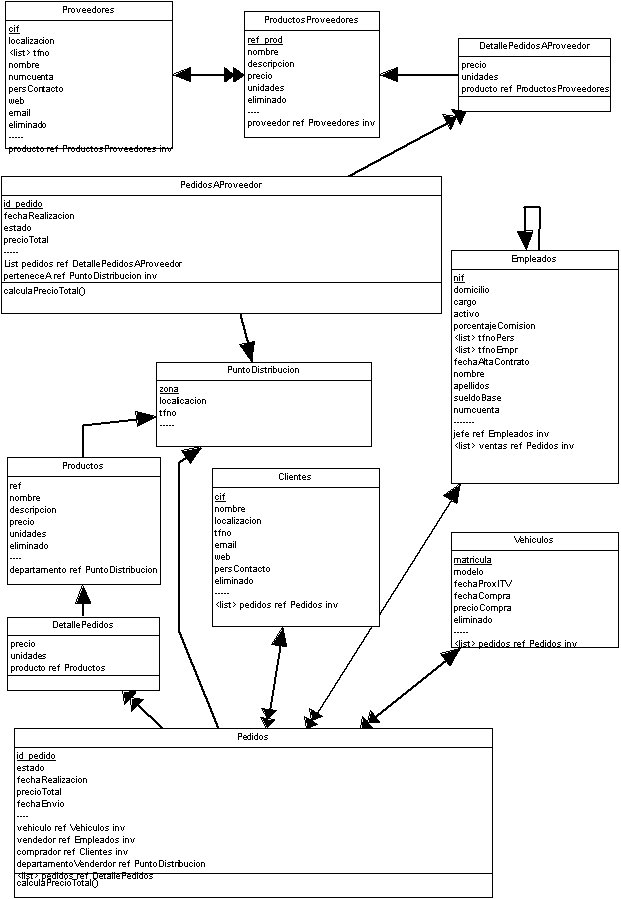 Proveedores
cif
localizacion
<list> tfno
nombre
numcuenta
persContacto
web
email
eliminado
-----
producto ref ProductosProveedores inv
ProductosProveedores
ref_prod
nombre
descripcion
precio
unidades
eliminado
----
proveedor ref Proveedores inv
DetallePedidosAProveedor
precio
unidades
producto ref ProductosProveedores
PedidosAProveedor
id_pedido
fechaRealizacion
estado
precioTotal
-----
List pedidos ref DetallePedidosAProveedor
perteneceA ref PuntoDistribucion inv
calculaPrecioTotal()
Empleados
nif
domicilio
cargo
activo
porcentajeComision
<list> tfnoPers
<list> tfnoEmpr
fechaAltaContrato
nombre
apellidos
sueldoBase
numcuenta
-------
jefe ref Empleados inv
<list> ventas ref Pedidos inv
PuntoDistribucion
zona
localicacion
tfno
-----
Productos
ref
nombre
descripcion
precio
unidades
eliminado
----
departamento ref PuntoDistribucion
Clientes
cif
nombre
localizacion
tfno
email
web
persContacto
eliminado
-----
<list> pedidos ref Pedidos inv
Vehiculos
matricula
modelo
fechaProxITV
fechaCompra
precioCompra
eliminado
-----
<list> pedidos ref Pedidos inv
DetallePedidos
precio
unidades
producto ref Productos
Pedidos
id_pedido
estado
fechaRealizacion
precioTotal
fechaEnvio
----
vehiculo ref Vehiculos inv
vendedor ref Empleados inv
comprador ref Clientes inv
departamentoVenderdor ref PuntoDistribucion
<list> pedidos ref DetallePedidos
calculaPrecioTotal()